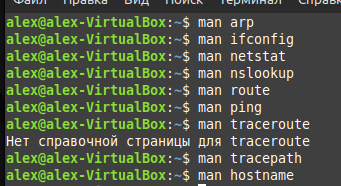 Файл Правка Вид Поиск Терминал Справка
alex@alex-VirtualBox:~$ man arp
alex@alex-VirtualBox:~$ man ifconfig
alex@alex-VirtualBox:~$ man netstat
alex@alex-VirtualBox:~$ man nslookup
alex@alex-VirtualBox:~$ man route
alex@alex-VirtualBox:~$ man ping
alex@alex-VirtualBox:~$ man traceroute
Нет справочной страницы для traceroute
alex@alex-VirtualBox:~$ man tracepath
alex@alex-VirtualBox:~$ man hostname